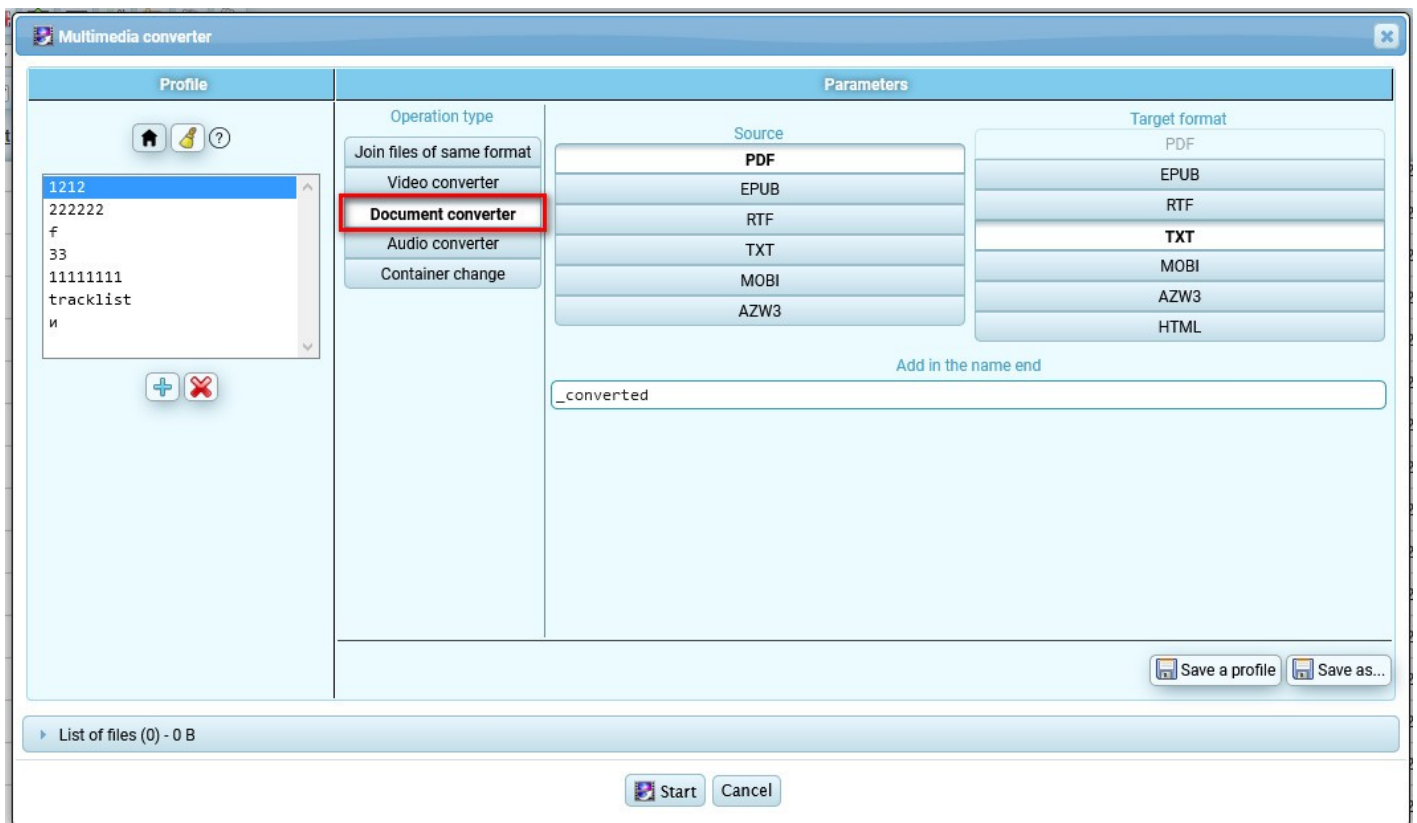 Multimedia converter
Profile
Parameters
1212
222222
f
33
11111111
tracklist
и
Operation type
Join files of same format
Video converter
Document converter
Audio converter
Container change
Source
PDF
EPUB
RTF
TXT
MOBI
AZW3
Target format
PDF
EPUB
RTF
TXT
MOBI
AZW3
HTML
Add in the name end
_converted
Save a profile
Save as...
List of files (0) - 0 B
Start
Cancel